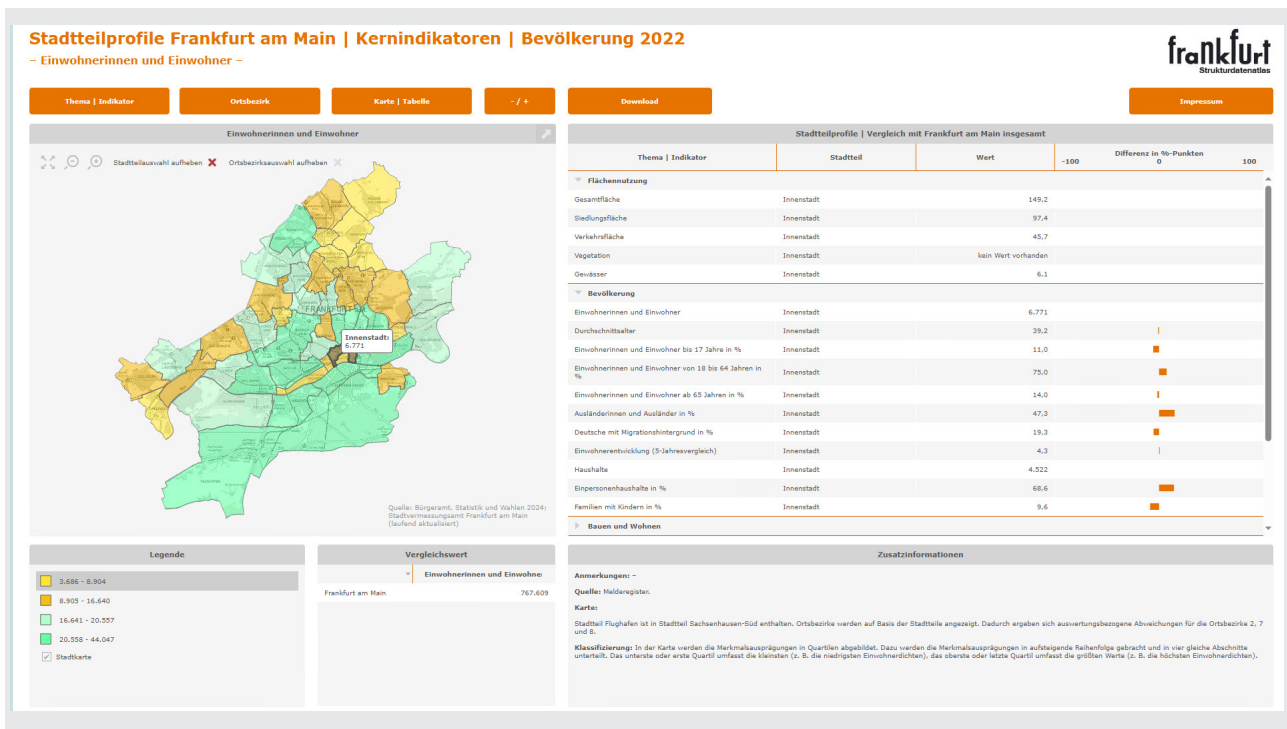 Stadtteilprofile Frankfurt am Main | Kernindikatoren | Bevölkerung 2022
– Einwohnerinnen und Einwohner –
frankfurt
Strukturdatenatlas
Thema | Indikator
Ortsbezirk
Karte | Tabelle
- / +
Download
Impressum
Einwohnerinnen und Einwohner
Stadtteilauswahl aufheben
Ortsbezirksauswahl aufheben
FRANKFURT
Innenstadt:
6.771
Quelle: Bürgeramt, Statistik und Wahlen 2024;
Stadtvermessungsamt Frankfurt am Main
(laufend aktualisiert)
Stadtteilprofile | Vergleich mit Frankfurt am Main insgesamt
Thema | Indikator Stadtteil Wert Differenz in %-Punkten
-100 0 100
Flächennutzung
Gesamtfläche Innenstadt 149,2
Siedlungsfläche Innenstadt 97,4
Verkehrsfläche Innenstadt 45,7
Vegetation Innenstadt kein Wert vorhanden
Gewässer Innenstadt 6,1
Bevölkerung
Einwohnerinnen und Einwohner Innenstadt 6.771
Durchschnittsalter Innenstadt 39,2
Einwohnerinnen und Einwohner bis 17 Jahre in % Innenstadt 11,0
Einwohnerinnen und Einwohner von 18 bis 64 Jahren in
% Innenstadt 75,0
Einwohnerinnen und Einwohner ab 65 Jahren in % Innenstadt 14,0
Ausländerinnen und Ausländer in % Innenstadt 47,3
Deutsche mit Migrationshintergrund in % Innenstadt 19,3
Einwohnerentwicklung (5-Jahresvergleich) Innenstadt 4,3
Haushalte Innenstadt 4.522
Einpersonenhaushalte in % Innenstadt 68,6
Familien mit Kindern in % Innenstadt 9,6
Bauen und Wohnen
Legende
3.686 - 8.904
8.905 - 16.640
16.641 - 20.557
20.558 - 44.047
Stadtkarte
Vergleichswert
Einwohnerinnen und Einwohne
Frankfurt am Main 767.609
Zusatzinformationen
Anmerkungen: –
Quelle: Melderegister.
Karte:
Stadtteil Flughafen ist in Stadtteil Sachsenhausen-Süd enthalten. Ortsbezirke werden auf Basis der Stadtteile angezeigt. Dadurch ergeben sich auswertungsbezogene Abweichungen für die Ortsbezirke 2, 7
und 8.
Klassifizierung: In der Karte werden die Merkmalsausprägungen in Quartilen abgebildet. Dazu werden die Merkmalsausprägungen in aufsteigende Reihenfolge gebracht und in vier gleiche Abschnitte
unterteilt. Das unterste oder erste Quartil umfasst die kleinsten (z. B. die niedrigsten Einwohnerdichten), das oberste oder letzte Quartil umfasst die größten Werte (z. B. die höchsten Einwohnerdichten).